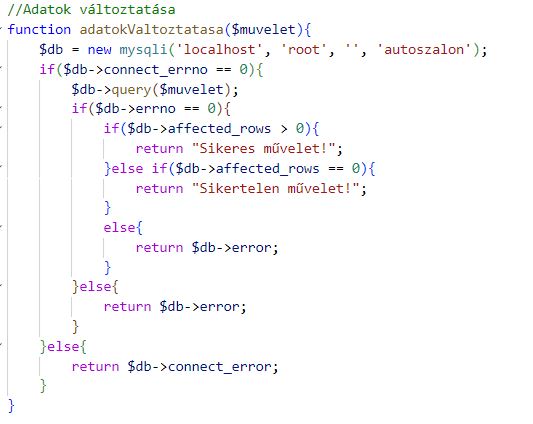 //Adatok változtatása
function adatokValtoztatasa($muvelet){
    $db = new mysqli('localhost', 'root', '', 'autoszalon');
    if($db->connect_errno == 0){
        $db->query($muvelet);
        if($db->errno == 0){
            if($db->affected_rows > 0){
                return "Sikeres művelet!";
            }else if($db->affected_rows == 0){
                return "Sikertelen művelet!";
            }
            else{
                return $db->error;
            }
        }else{
            return $db->error;
        }
    }else{
        return $db->connect_error;
    }
}